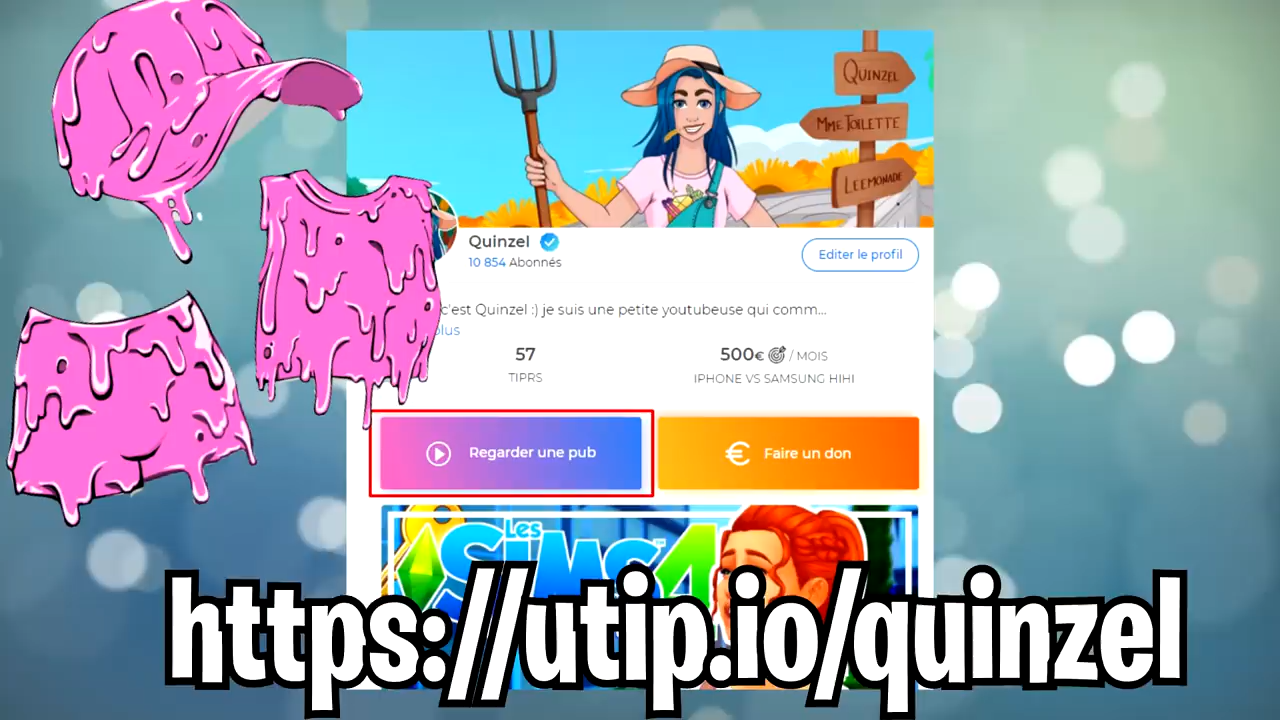 QUINZEL
MME TOILETTE
LEEMONADE
Quinzel
10 854 Abonnés
Editer le profil
c'est Quinzel :) je suis une petite youtubeuse qui comm...
plus
57
TIPRS
500€ / MOIS
IPHONE VS SAMSUNG HIHI
Regarder une pub
Faire un don
Les
SiMS 4
https://utip.io/quinzel